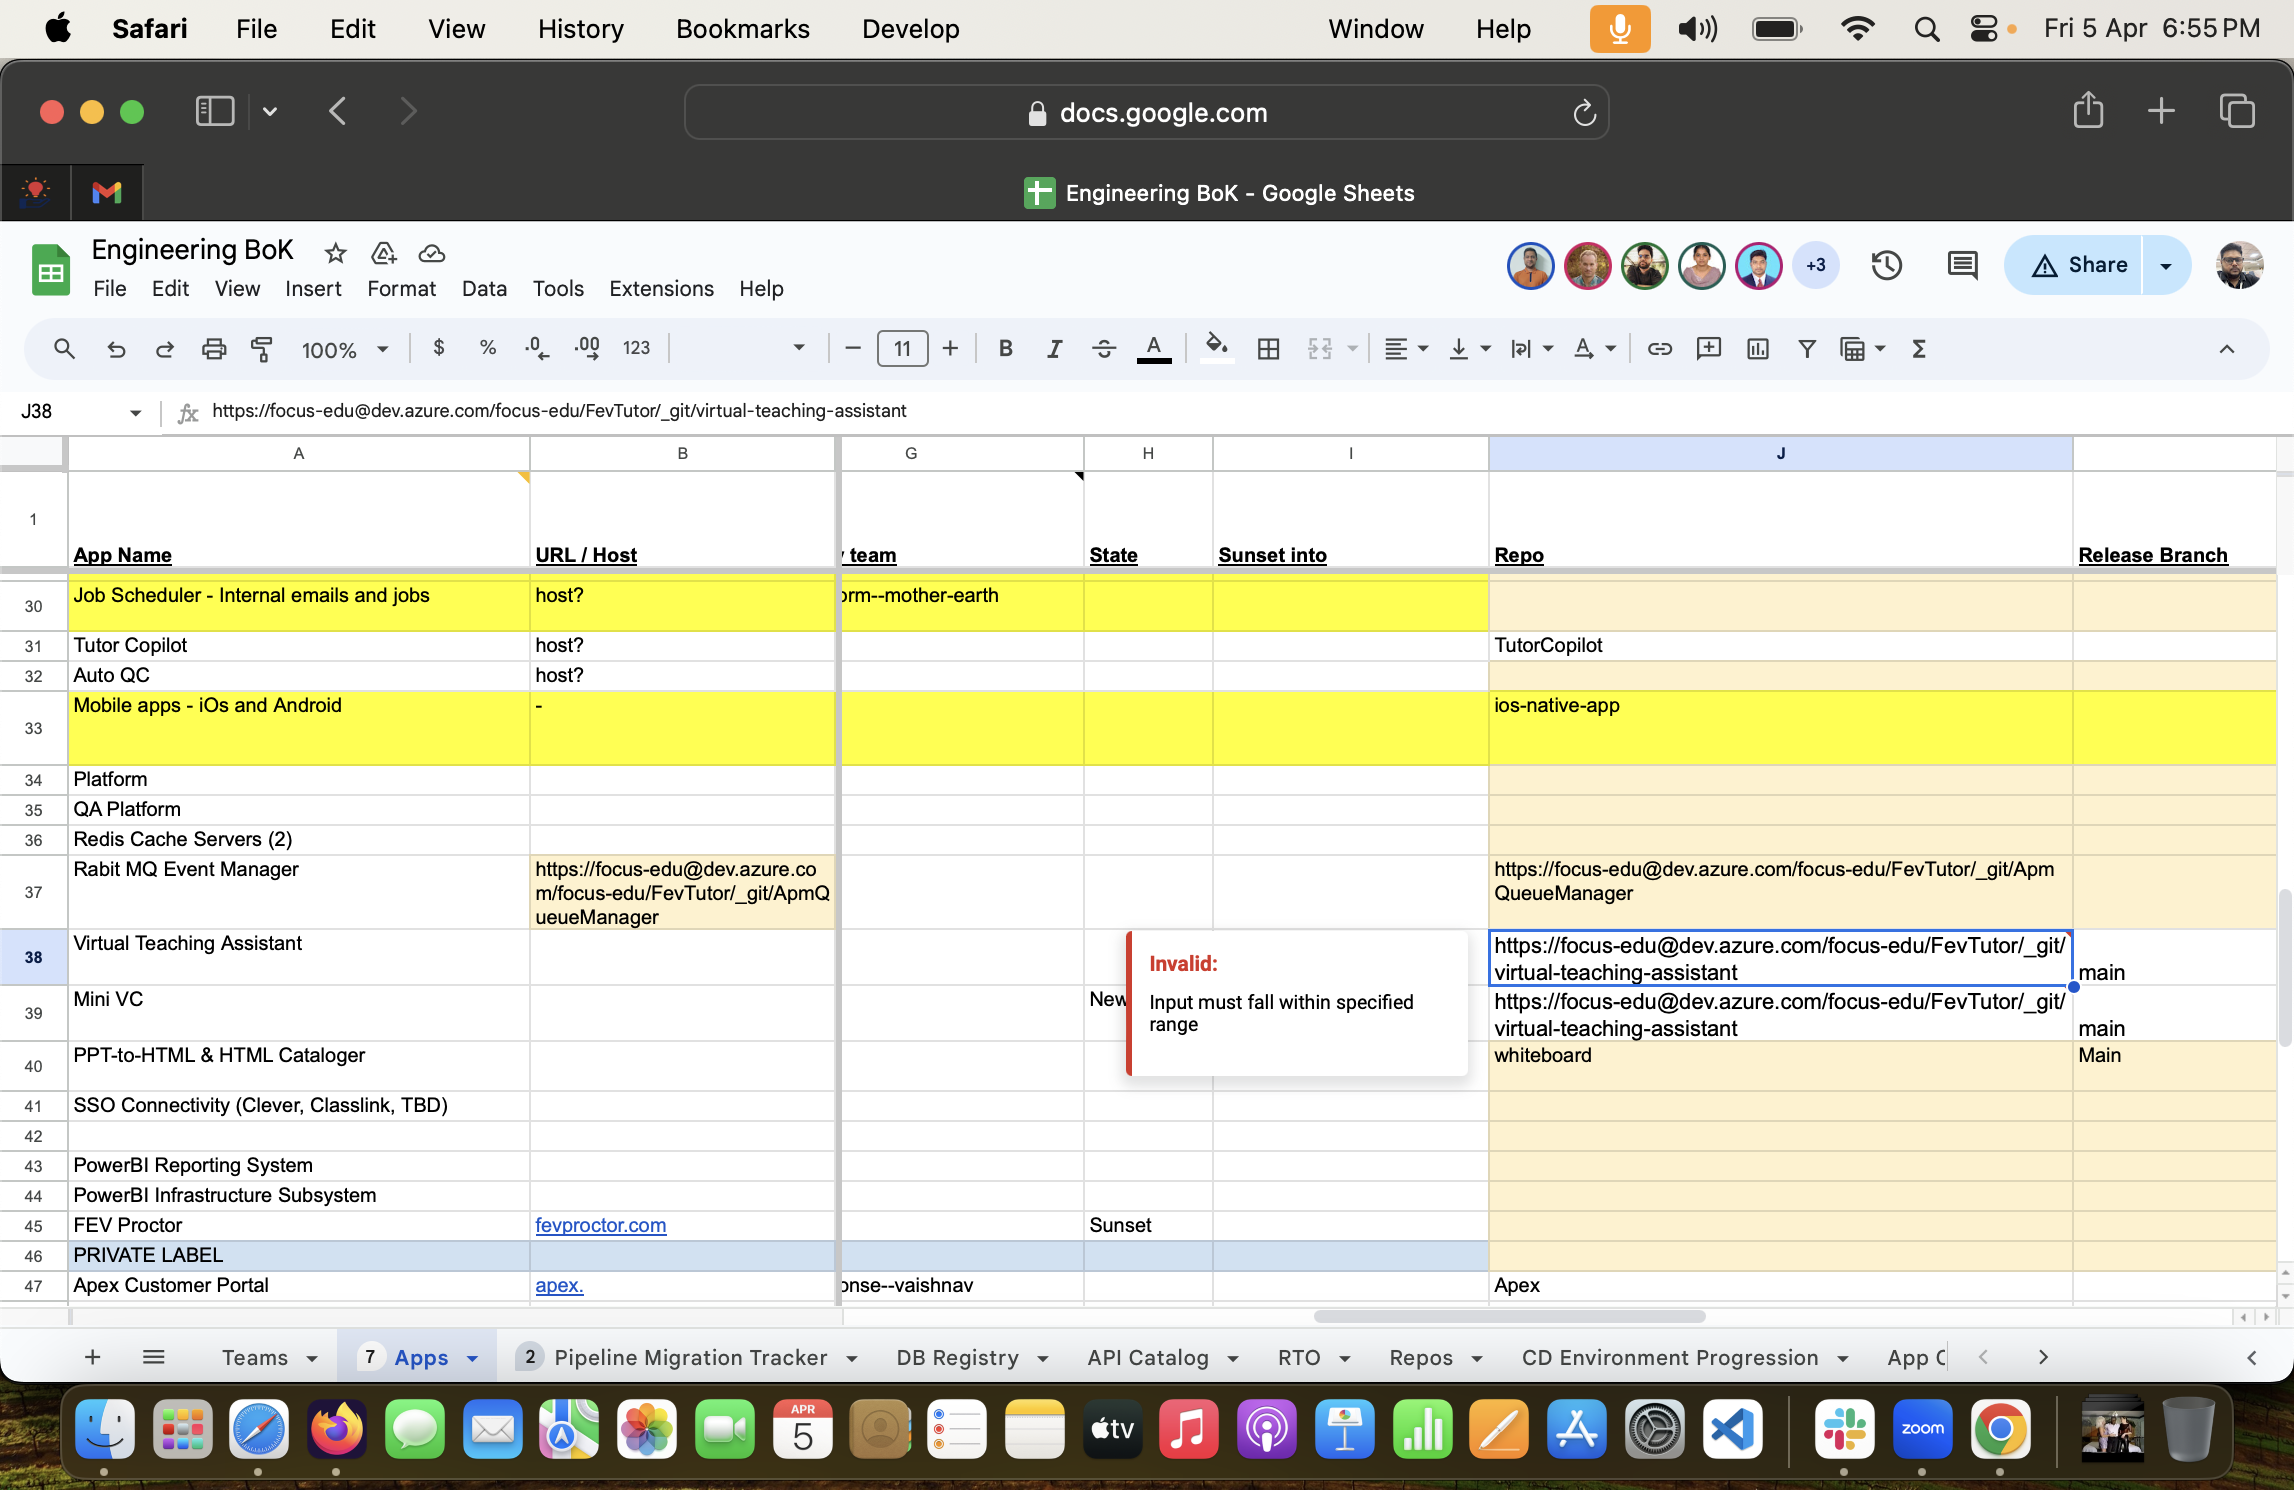 Safari File Edit View History Bookmarks Develop Window Help Fri 5 Apr 6:55 PM
docs.google.com
Engineering BoK - Google Sheets
Engineering BoK
File Edit View Insert Format Data Tools Extensions Help
+3
Share
100% $ % .0 .00 123 11 B I A Σ
J38 fx https://focus-edu@dev.azure.com/focus-edu/FevTutor/_git/virtual-teaching-assistant
A B G H I J
1 App Name URL / Host team State Sunset into Repo Release Branch
30 Job Scheduler - Internal emails and jobs host? orm--mother-earth
31 Tutor Copilot host? TutorCopilot
32 Auto QC host?
33 Mobile apps - iOs and Android - ios-native-app
34 Platform
35 QA Platform
36 Redis Cache Servers (2)
37 Rabit MQ Event Manager
https://focus-edu@dev.azure.co
m/focus-edu/FevTutor/_git/ApmQ
ueueManager
https://focus-edu@dev.azure.com/focus-edu/FevTutor/_git/Apm
QueueManager
38 Virtual Teaching Assistant
https://focus-edu@dev.azure.com/focus-edu/FevTutor/_git/
virtual-teaching-assistant
main
Invalid:
Input must fall within specified
range
39 Mini VC New
https://focus-edu@dev.azure.com/focus-edu/FevTutor/_git/
virtual-teaching-assistant
main
40 PPT-to-HTML & HTML Cataloger whiteboard Main
41 SSO Connectivity (Clever, Classlink, TBD)
42
43 PowerBI Reporting System
44 PowerBI Infrastructure Subsystem
45 FEV Proctor fevproctor.com Sunset
46 PRIVATE LABEL
47 Apex Customer Portal apex. onse--vaishnav Apex
Teams 7 Apps 2 Pipeline Migration Tracker DB Registry API Catalog RTO Repos CD Environment Progression App
APR
5
tv
zoom